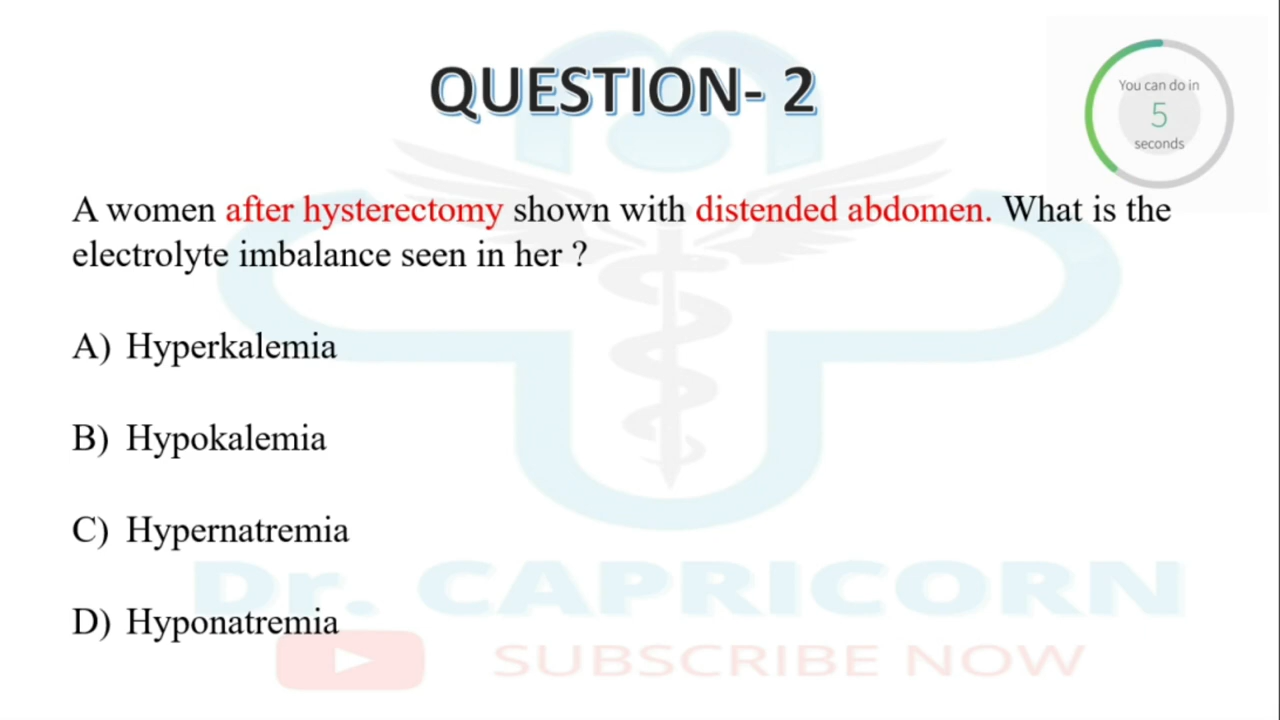 QUESTION- 2
You can do in
5
seconds
A women after hysterectomy shown with distended abdomen. What is the
electrolyte imbalance seen in her ?
A) Hyperkalemia
B) Hypokalemia
C) Hypernatremia
D) Hyponatremia
Dr. CAPRICORN
SUBSCRIBE NOW